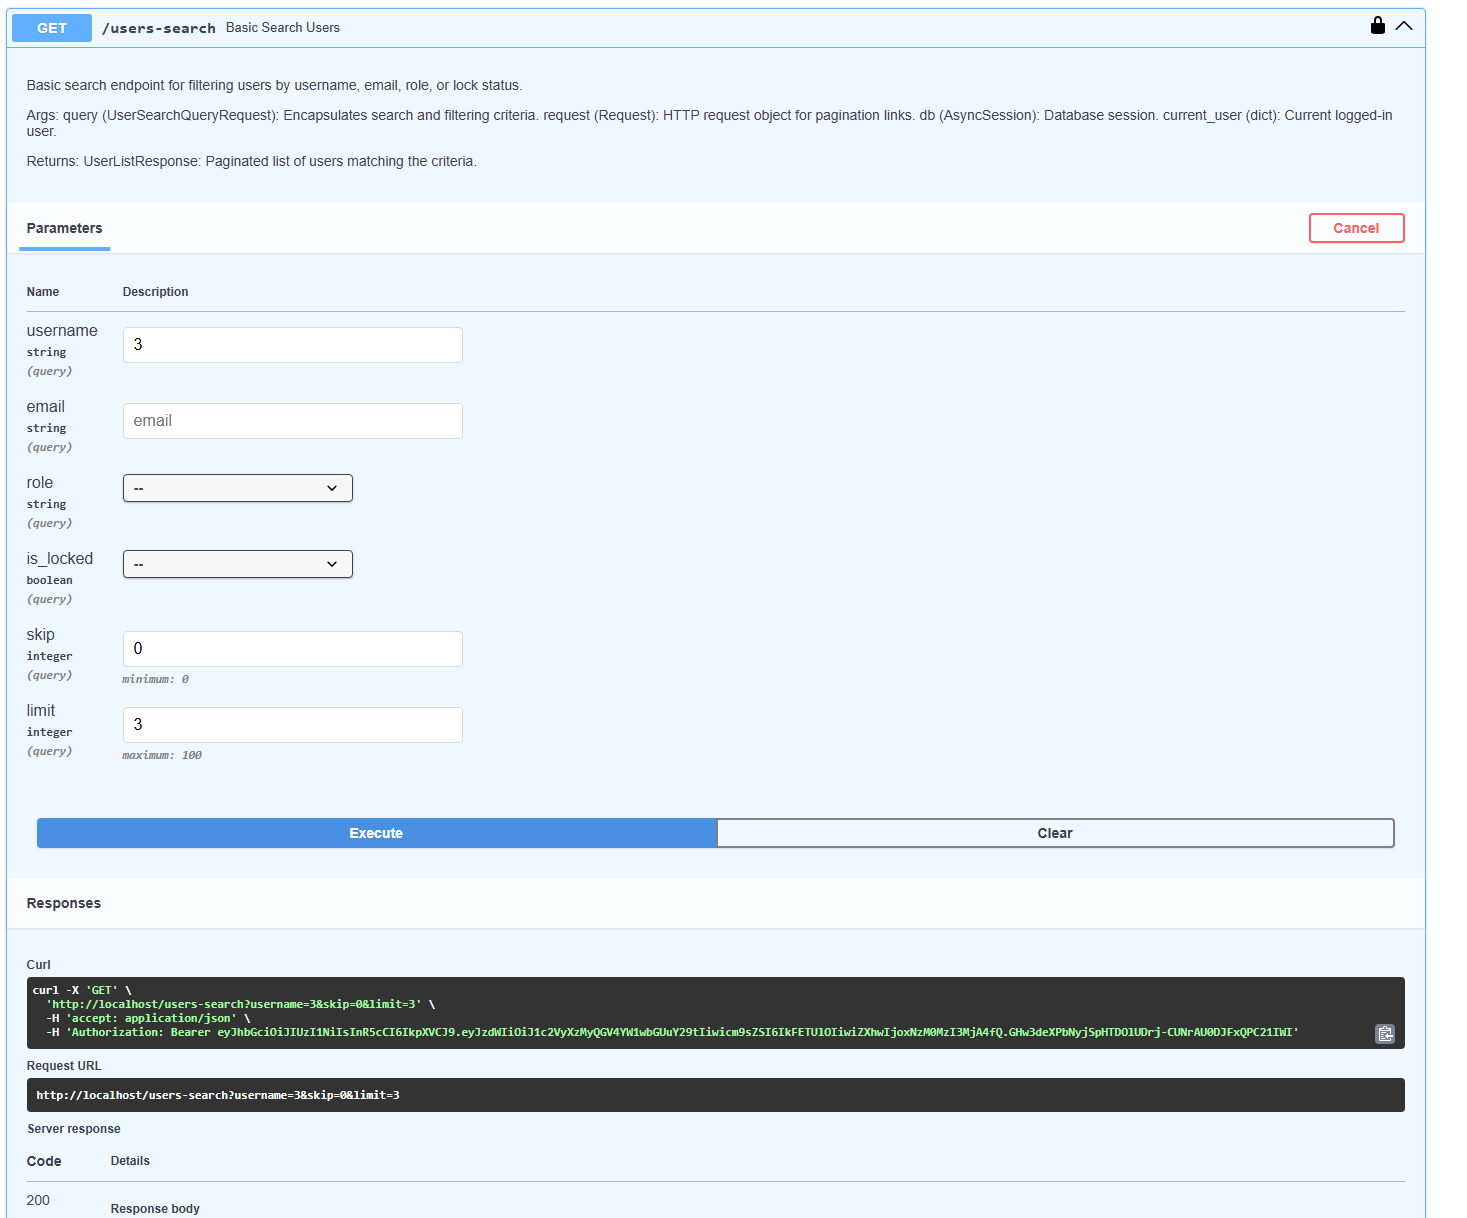 GET /users-search Basic Search Users
Basic search endpoint for filtering users by username, email, role, or lock status.
Args: query (UserSearchQueryRequest): Encapsulates search and filtering criteria. request (Request): HTTP request object for pagination links. db (AsyncSession): Database session. current_user (dict): Current logged-in
user.
Returns: UserListResponse: Paginated list of users matching the criteria.
Parameters
Cancel
Name Description
username
string
(query)
3
email
string
(query)
email
role
string
(query)
--
is_locked
boolean
(query)
--
skip
integer
(query)
0
minimum: 0
limit
integer
(query)
3
maximum: 100
Execute
Clear
Responses
Curl
curl -X 'GET' \
'http://localhost/users-search?username=3&skip=0&limit=3' \
-H 'accept: application/json' \
-H 'Authorization: Bearer
Request URL
http://localhost/users-search?username=3&skip=0&limit=3
Server response
Code Details
200
Response body